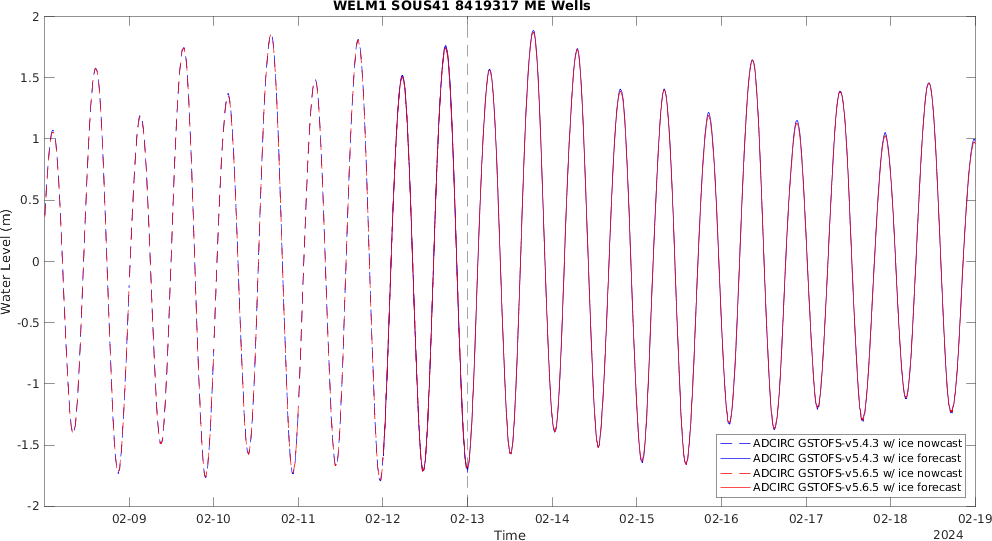 WELM1 SOUS41 8419317 ME Wells
Water Level (m)
2
1.5
1
0.5
0
-0.5
-1
-1.5
-2
ADCIRC GSTOFS-v5.4.3 w/ ice nowcast
ADCIRC GSTOFS-v5.4.3 w/ ice forecast
ADCIRC GSTOFS-v5.6.5 w/ ice nowcast
ADCIRC GSTOFS-v5.6.5 w/ ice forecast
02-09 02-10 02-11 02-12 02-13 02-14 02-15 02-16 02-17 02-18 02-19
Time
2024